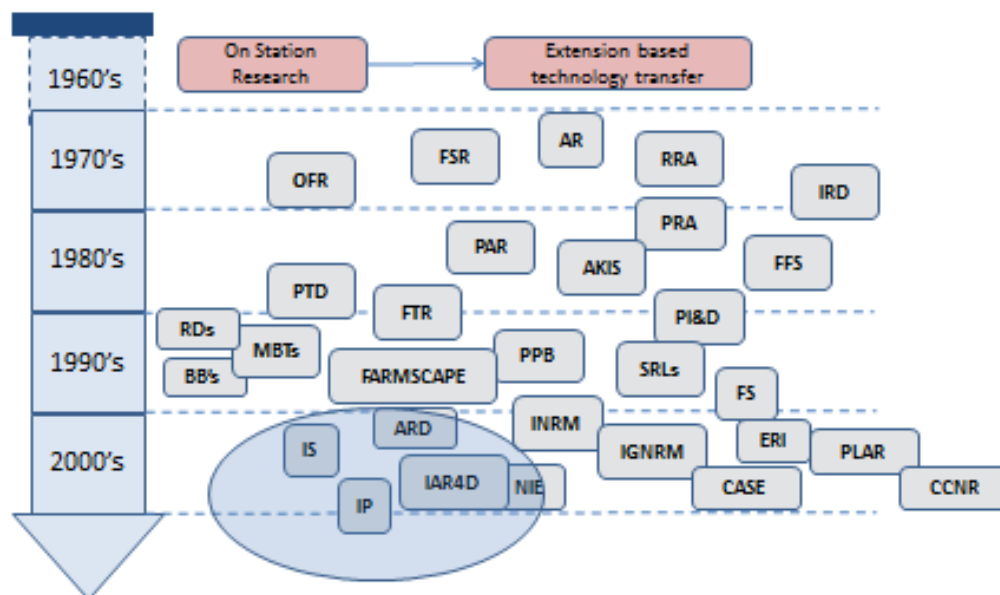 1960's
On Station
Research
Extension based
technology transfer
1970's
OFR
FSR
AR
RRA
IRD
1980's
PTD
FTR
PAR
AKIS
PRA
FFS
PI&D
1990's
RDs
BB's
MBTs
FARMSCAPE
PPB
SRLs
FS
2000's
IS
ARD
IP
IAR4D
NIE
INRM
IGNRM
ERI
CASE
PLAR
CCNR